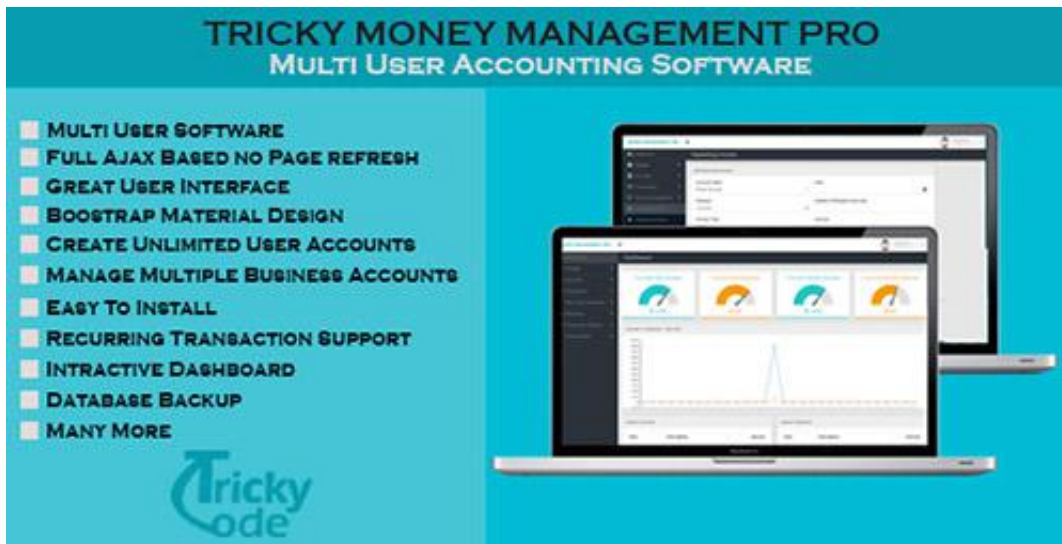 TRICKY MONEY MANAGEMENT PRO
MULTI USER ACCOUNTING SOFTWARE
MULTI USER SOFTWARE
FULL AJAX BASED NO PAGE REFRESH
GREAT USER INTERFACE
BOOSTRAP MATERIAL DESIGN
CREATE UNLIMITED USER ACCOUNTS
MANAGE MULTIPLE BUSINESS ACCOUNTS
EASY TO INSTALL
RECURRING TRANSACTION SUPPORT
INTRACTIVE DASHBOARD
DATABASE BACKUP
MANY MORE
Tricky
Code